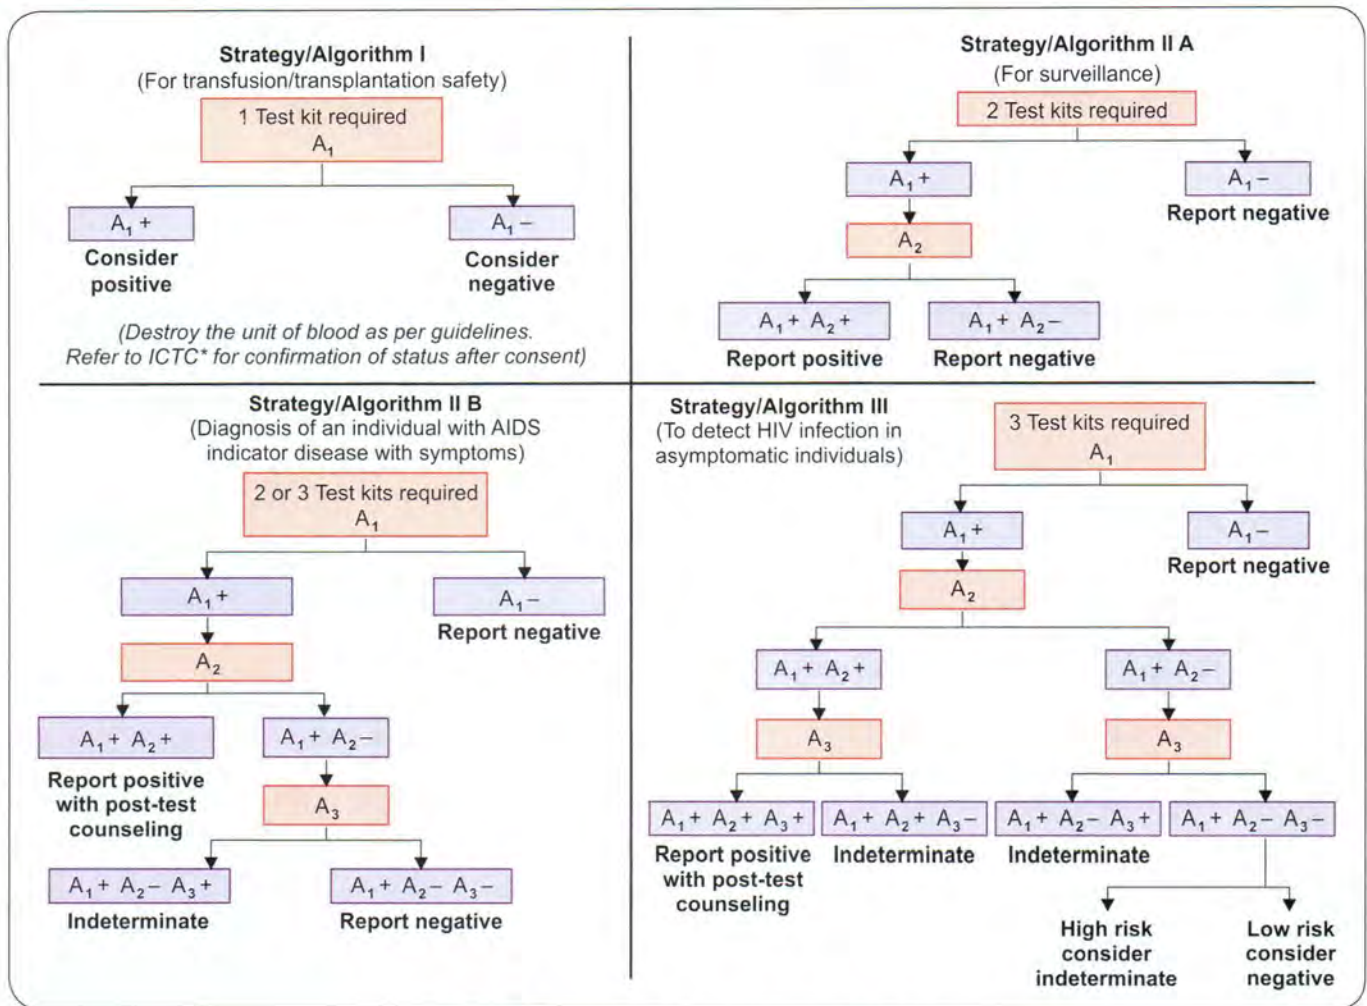 Strategy/Algorithm I
(For transfusion/transplantation safety)
1 Test kit required
A₁
A₁ +
A₁ –
Consider
positive
Consider
negative
(Destroy the unit of blood as per guidelines.
Refer to ICTC* for confirmation of status after consent)
Strategy/Algorithm II A
(For surveillance)
2 Test kits required
A₁ +
A₁ –
Report negative
A₂
A₁ + A₂ +
A₁ + A₂ –
Report positive
Report negative
Strategy/Algorithm II B
(Diagnosis of an individual with AIDS
indicator disease with symptoms)
2 or 3 Test kits required
A₁
A₁ +
A₁ –
Report negative
A₂
A₁ + A₂ +
A₁ + A₂ –
Report positive
with post-test
counseling
A₃
A₁ + A₂ – A₃ +
A₁ + A₂ – A₃ –
Indeterminate
Report negative
Strategy/Algorithm III
(To detect HIV infection in
asymptomatic individuals)
3 Test kits required
A₁
A₁ +
A₁ –
Report negative
A₂
A₁ + A₂ +
A₁ + A₂ –
A₃
A₃
A₁ + A₂ + A₃ +
A₁ + A₂ + A₃ –
A₁ + A₂ – A₃ +
A₁ + A₂ – A₃ –
Report positive
with post-test
counseling
Indeterminate
Indeterminate
High risk
consider
indeterminate
Low risk
consider
negative